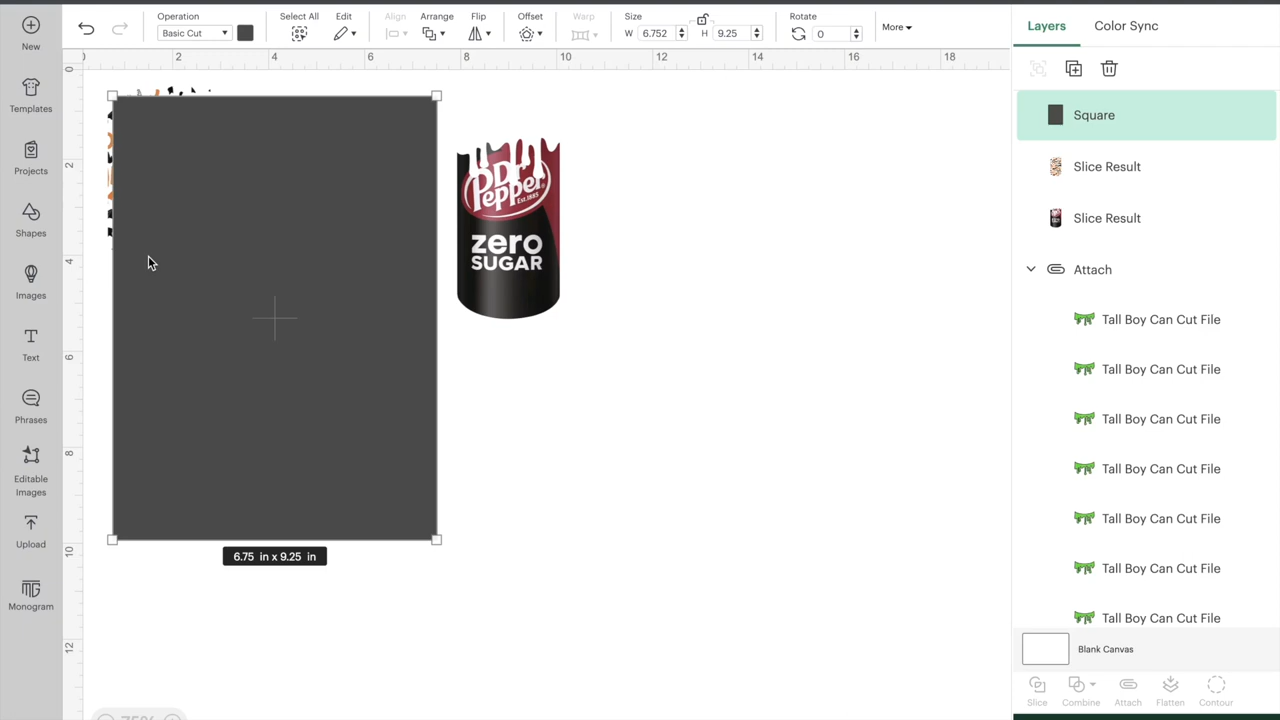 Operation
Basic Cut
Select All
Edit
Align
Arrange
Flip
Offset
Warp
Size
W 6.752
H 9.25
Rotate
0
More
Layers
Color Sync
New
Templates
Projects
Shapes
Images
Text
Phrases
Editable
Images
Upload
Monogram
0 2 4 6 8 10 12 14 16 18
0
2
4
6
8
10
12
Dr
Pepper
Est.1885
zero
SUGAR
6.75 in x 9.25 in
Square
Slice Result
Slice Result
Attach
Tall Boy Can Cut File
Tall Boy Can Cut File
Tall Boy Can Cut File
Tall Boy Can Cut File
Tall Boy Can Cut File
Tall Boy Can Cut File
Tall Boy Can Cut File
Blank Canvas
Slice
Combine
Attach
Flatten
Contour
75%